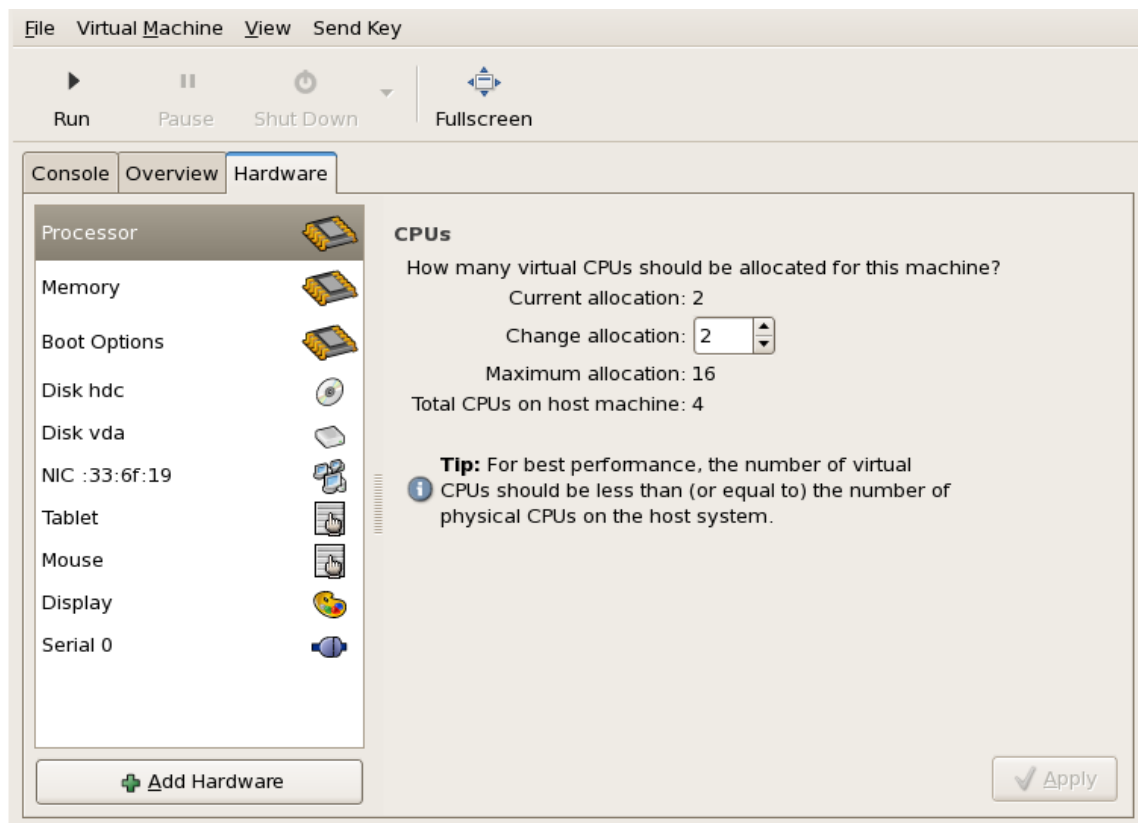 File Virtual Machine View Send Key
Run Pause Shut Down Fullscreen
Console Overview Hardware
Processor
Memory
Boot Options
Disk hdc
Disk vda
NIC :33:6f:19
Tablet
Mouse
Display
Serial 0
Add Hardware
CPUs
How many virtual CPUs should be allocated for this machine?
Current allocation: 2
Change allocation: 2
Maximum allocation: 16
Total CPUs on host machine: 4
Tip: For best performance, the number of virtual
CPUs should be less than (or equal to) the number of
physical CPUs on the host system.
Apply